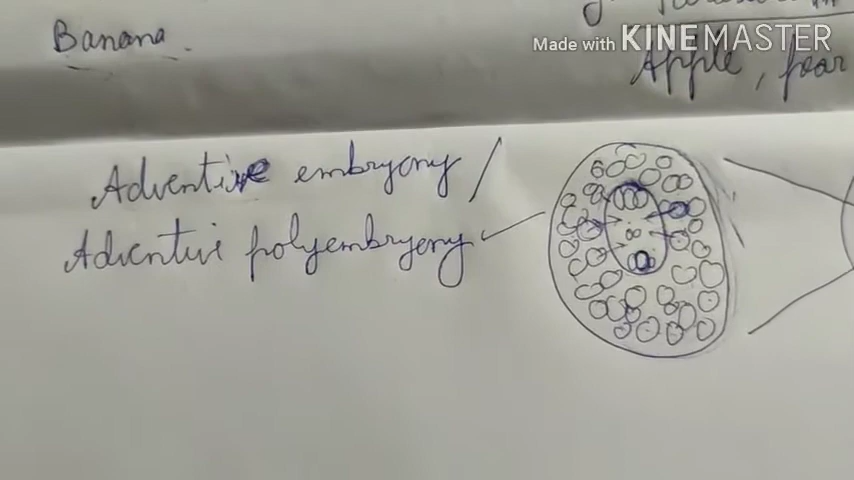 Banana
Made with KINEMASTER
Apple, pear
Adventive embryony /
Adventive polyembryony